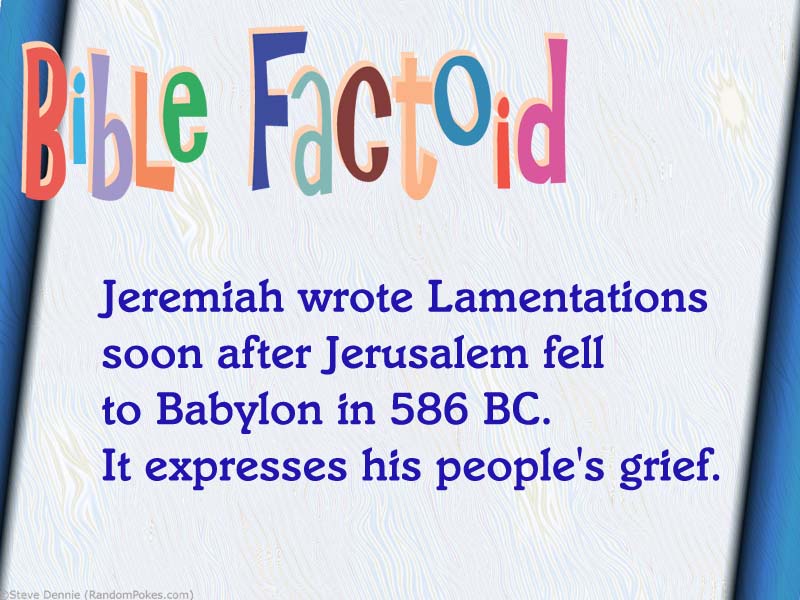 Bible Factoid
Jeremiah wrote Lamentations
soon after Jerusalem fell
to Babylon in 586 BC.
It expresses his people's grief.
©Steve Dennie (RandomPokes.com)